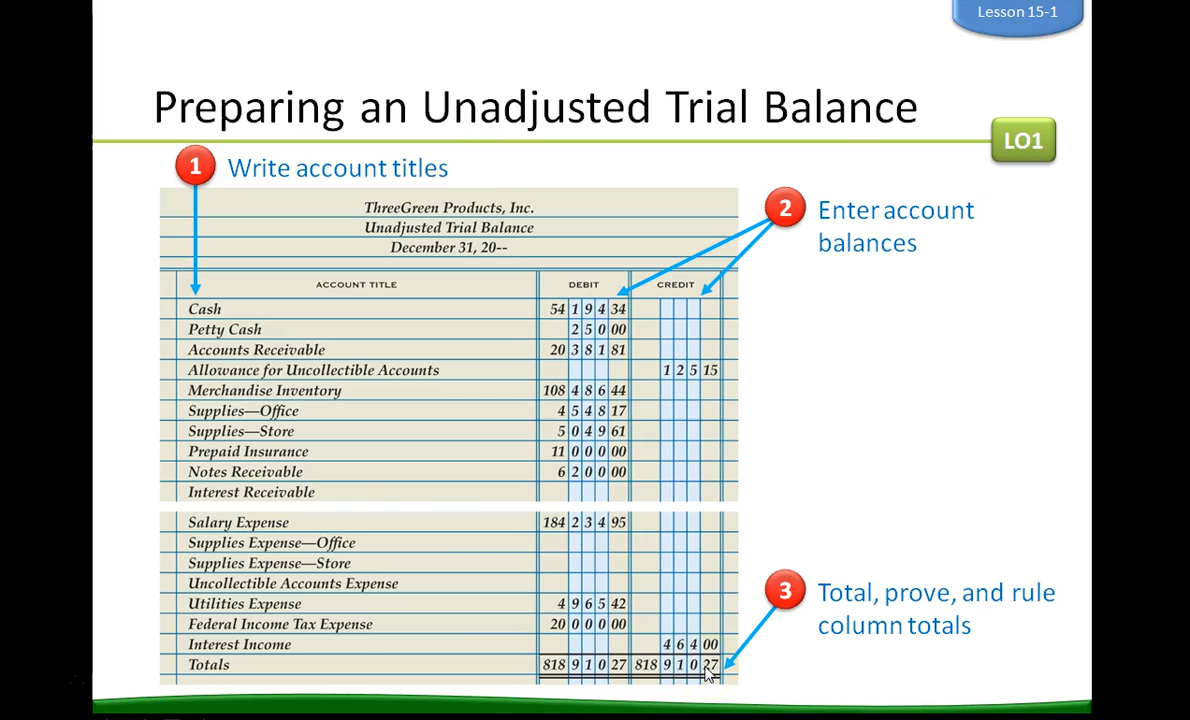 Lesson 15-1
Preparing an Unadjusted Trial Balance
LO1
1 Write account titles
2 Enter account
balances
ThreeGreen Products, Inc.
Unadjusted Trial Balance
December 31, 20--
ACCOUNT TITLE DEBIT CREDIT
Cash 54 1 9 4 34
Petty Cash 2 5 0 00
Accounts Receivable 20 3 8 1 81
Allowance for Uncollectible Accounts 1 2 5 15
Merchandise Inventory 108 4 8 6 44
Supplies—Office 4 5 4 8 17
Supplies—Store 5 0 4 9 61
Prepaid Insurance 11 0 0 0 00
Notes Receivable 6 2 0 0 00
Interest Receivable
Salary Expense 184 2 3 4 95
Supplies Expense—Office
Supplies Expense—Store
Uncollectible Accounts Expense
Utilities Expense 4 9 6 5 42
Federal Income Tax Expense 20 0 0 0 00
Interest Income 4 6 4 00
Totals 818 9 1 0 27 818 9 1 0 27
3 Total, prove, and rule
column totals